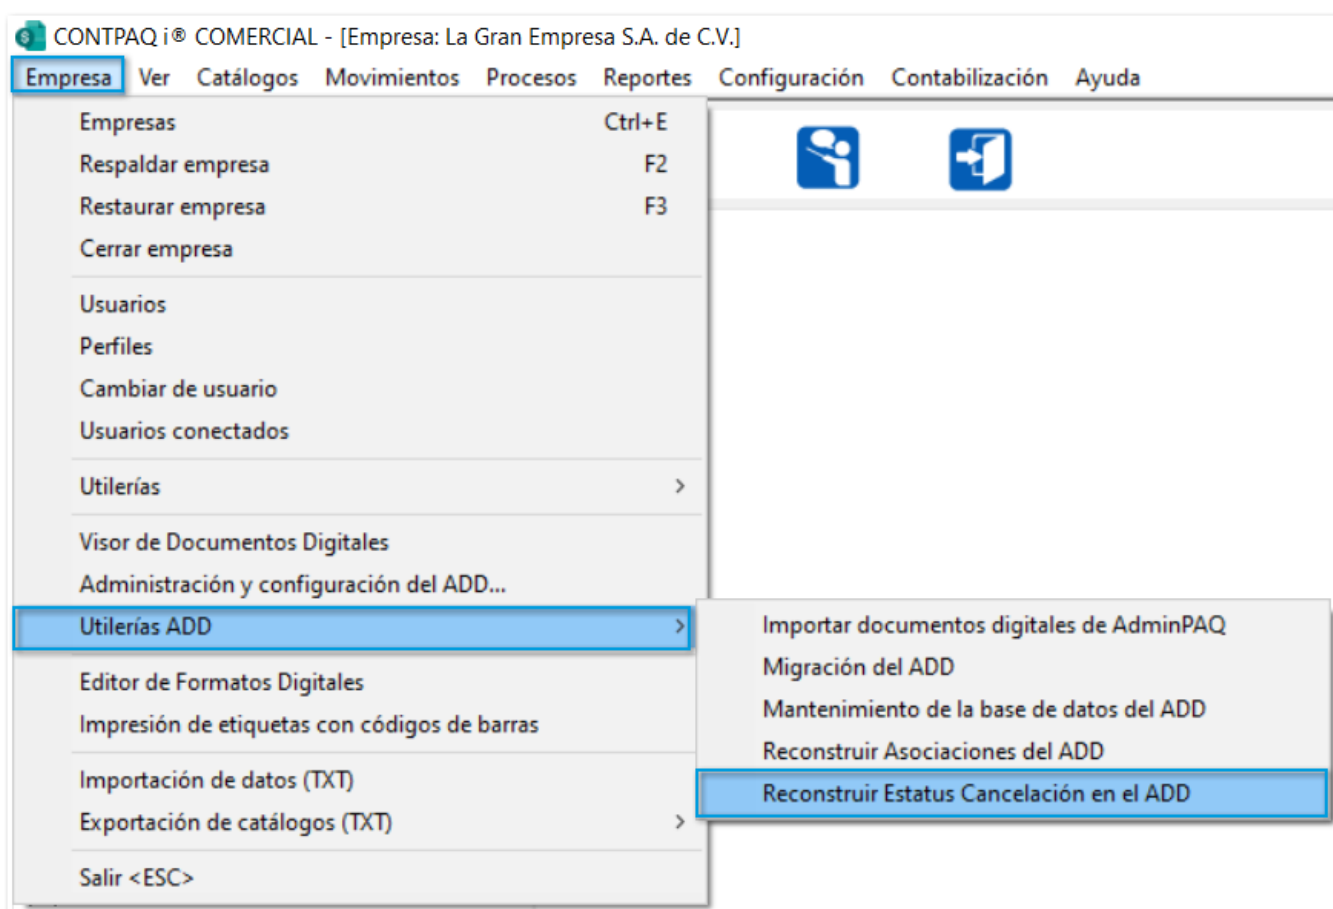 CONTPAQ i® COMERCIAL - [Empresa: La Gran Empresa S.A. de C.V.]
Empresa Ver Catálogos Movimientos Procesos Reportes Configuración Contabilización Ayuda
Empresas Ctrl+E
Respaldar empresa F2
Restaurar empresa F3
Cerrar empresa
Usuarios
Perfiles
Cambiar de usuario
Usuarios conectados
Utilerías >
Visor de Documentos Digitales
Administración y configuración del ADD...
Utilerías ADD >
Editor de Formatos Digitales
Impresión de etiquetas con códigos de barras
Importación de datos (TXT)
Exportación de catálogos (TXT) >
Salir <ESC>
Importar documentos digitales de AdminPAQ
Migración del ADD
Mantenimiento de la base de datos del ADD
Reconstruir Asociaciones del ADD
Reconstruir Estatus Cancelación en el ADD